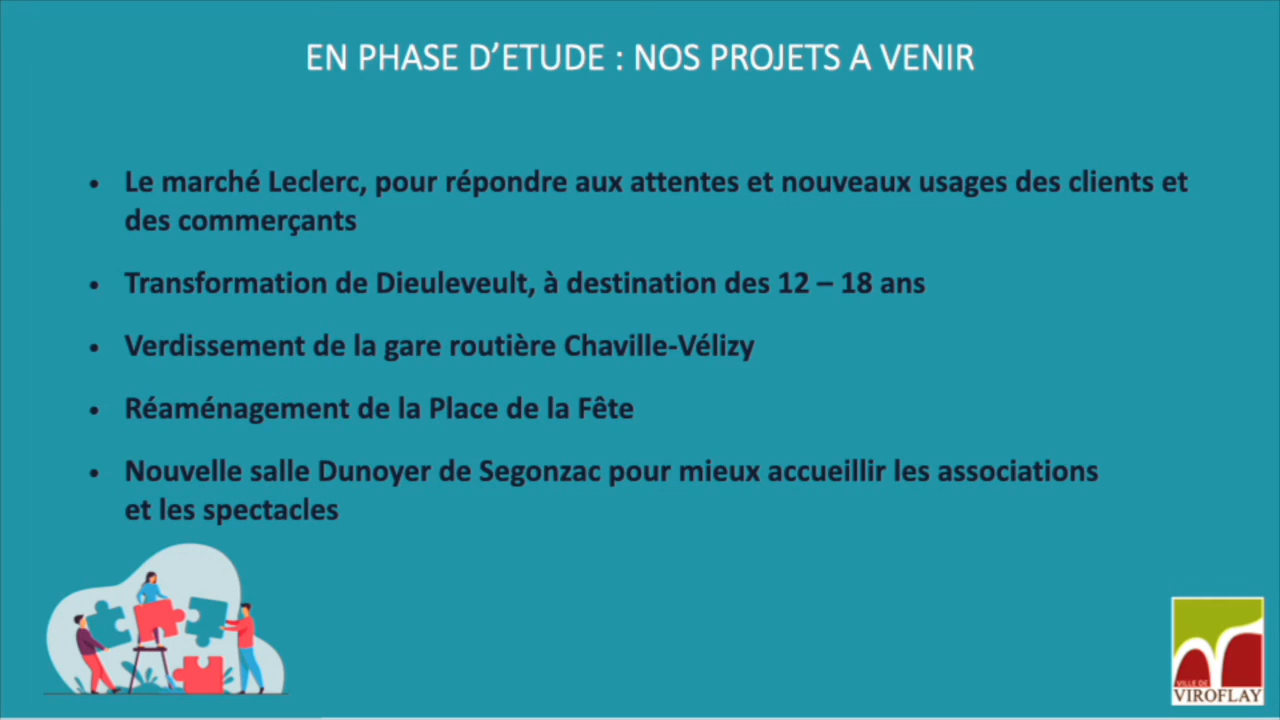 EN PHASE D’ETUDE : NOS PROJETS A VENIR
• Le marché Leclerc, pour répondre aux attentes et nouveaux usages des clients et
des commerçants
• Transformation de Dieuleveult, à destination des 12 – 18 ans
• Verdissement de la gare routière Chaville-Vélizy
• Réaménagement de la Place de la Fête
• Nouvelle salle Dunoyer de Segonzac pour mieux accueillir les associations
et les spectacles
VILLE DE
VIROFLAY